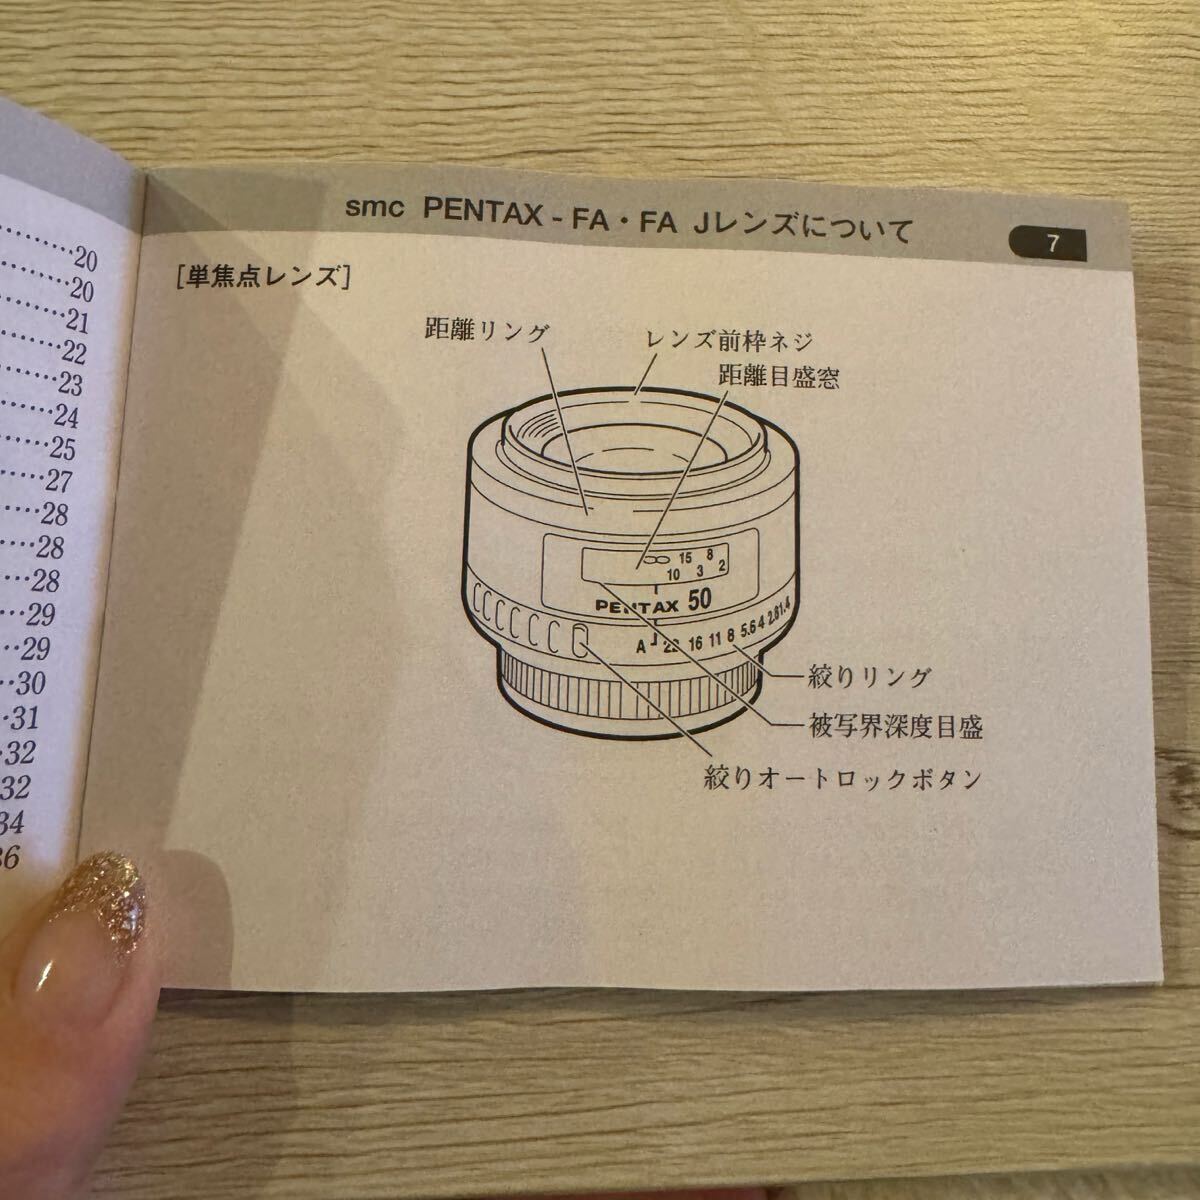 20
20
21
22
23
24
25
27
28
28
28
29
29
30
31
32
32
34
36
smc PENTAX - FA・FA Jレンズについて
7
[単焦点レンズ]
距離リング
レンズ前枠ネジ
距離目盛窓
∞ 15 8
10 3 2
PENTAX 50
A 22 16 11 8 5.6 4 2.8 1.4
絞りリング
被写界深度目盛
絞りオートロックボタン